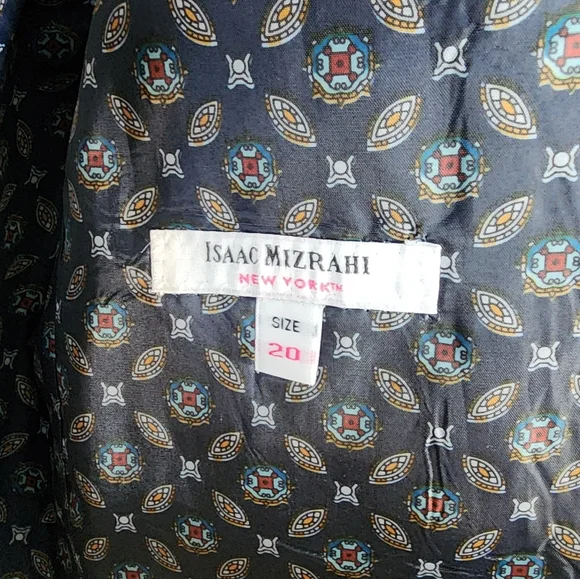 ISAAC MIZRAHI
NEW YORK™
SIZE
20